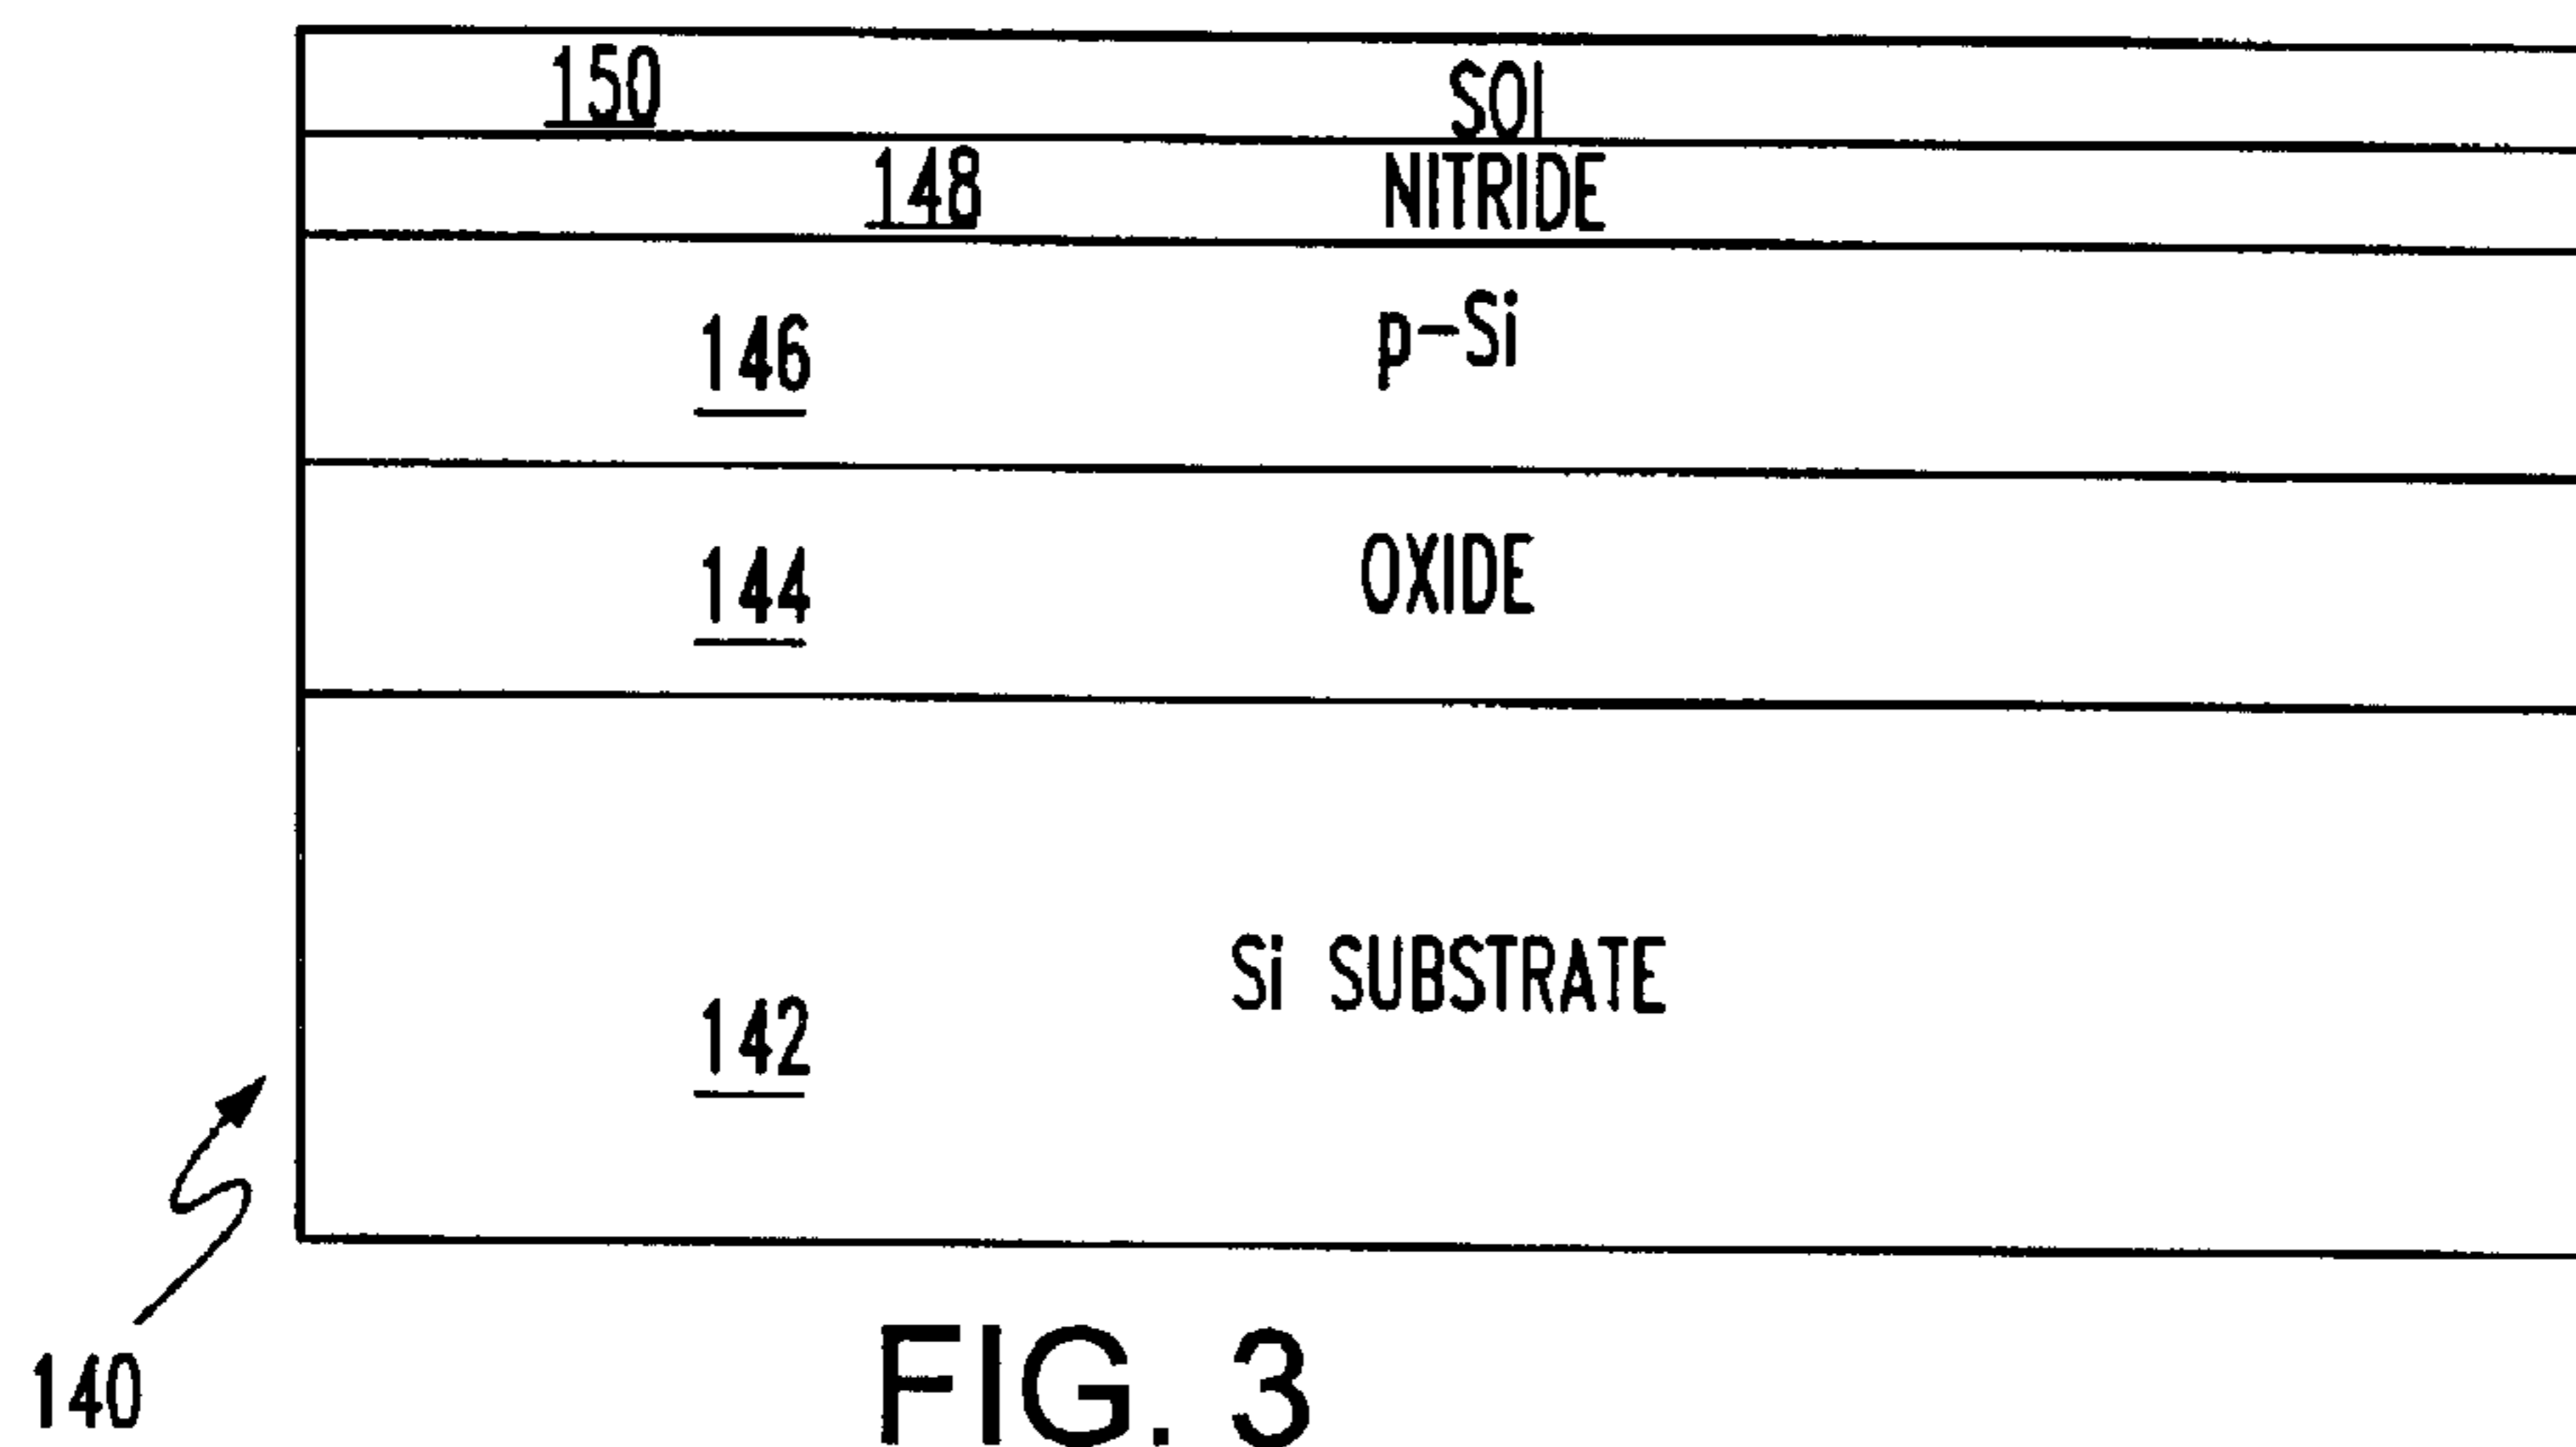 150 SOI
148 NITRIDE
146 p-Si
144 OXIDE
Si SUBSTRATE
142
140
FIG. 3